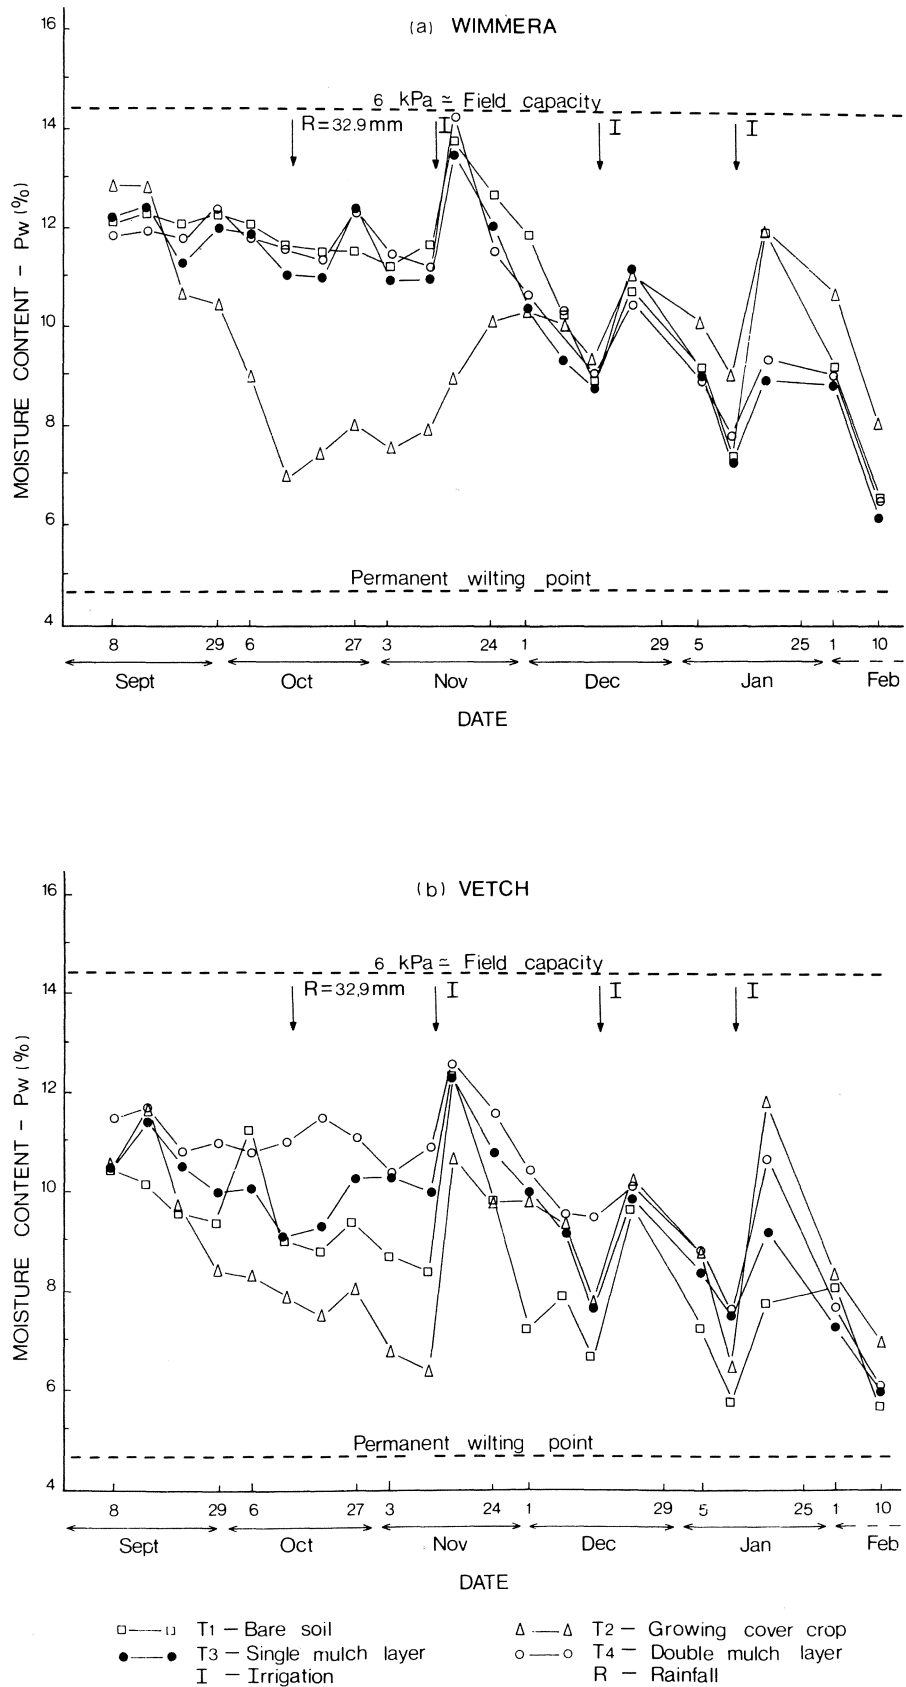 (a) WIMMERA
16
14
12
10
8
6
4
MOISTURE CONTENT – Pw (%)
6 kPa ≃ Field capacity
R = 32.9mm
I
I
I
Permanent wilting point
8 29 6 27 3 24 1 29 5 25 1 10
Sept Oct Nov Dec Jan Feb
DATE
(b) VETCH
16
14
12
10
8
6
4
MOISTURE CONTENT – Pw (%)
6 kPa ≃ Field capacity
R = 32,9mm
I
I
I
Permanent wilting point
8 29 6 27 3 24 1 29 5 25 1 10
Sept Oct Nov Dec Jan Feb
DATE
T1 – Bare soil
T2 – Growing cover crop
T3 – Single mulch layer
T4 – Double mulch layer
I – Irrigation
R – Rainfall